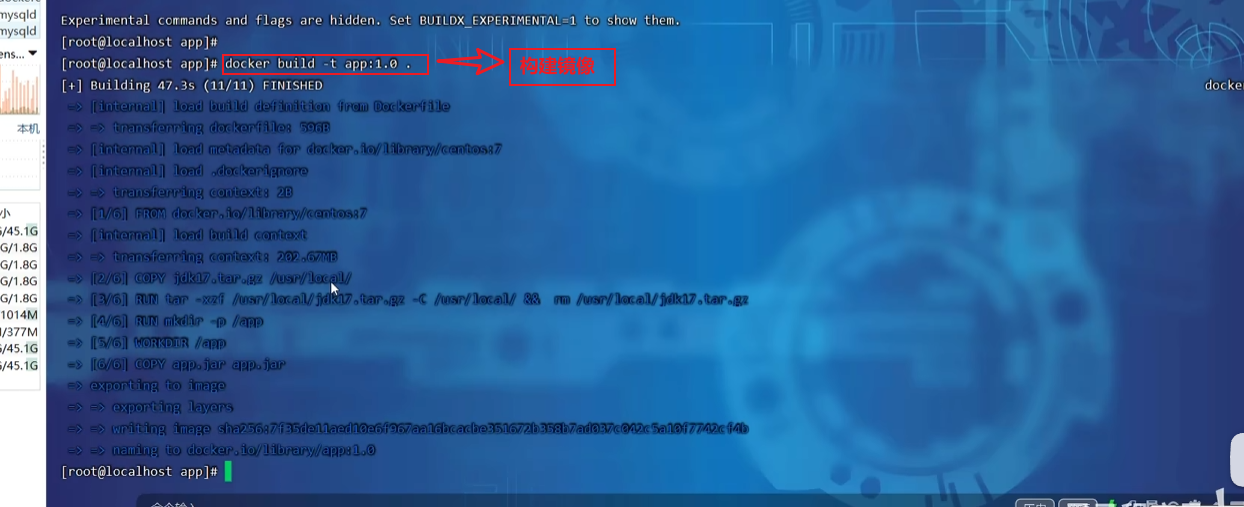 mysqld
mysqld
ens...
本机
小
G/45.1G
G/1.8G
G/1.8G
G/1.8G
G/1.8G
1014M
/377M
G/45.1G
G/45.1G
Experimental commands and flags are hidden. Set BUILDX_EXPERIMENTAL=1 to show them.
[root@localhost app]#
[root@localhost app]# docker build -t app:1.0 .
构建镜像
[+] Building 47.3s (11/11) FINISHED
docke
=> [internal] load build definition from Dockerfile
=> => transferring dockerfile: 596B
=> [internal] load metadata for docker.io/library/centos:7
=> [internal] load .dockerignore
=> => transferring context: 2B
=> [1/6] FROM docker.io/library/centos:7
=> [internal] load build context
=> => transferring context: 202.67MB
=> [2/6] COPY jdk17.tar.gz /usr/local/
=> [3/6] RUN tar -xzf /usr/local/jdk17.tar.gz -C /usr/local/ &&  rm /usr/local/jdk17.tar.gz
=> [4/6] RUN mkdir -p /app
=> [5/6] WORKDIR /app
=> [6/6] COPY app.jar app.jar
=> exporting to image
=> => exporting layers
=> => writing image
=> => naming to docker.io/library/app:1.0
[root@localhost app]#